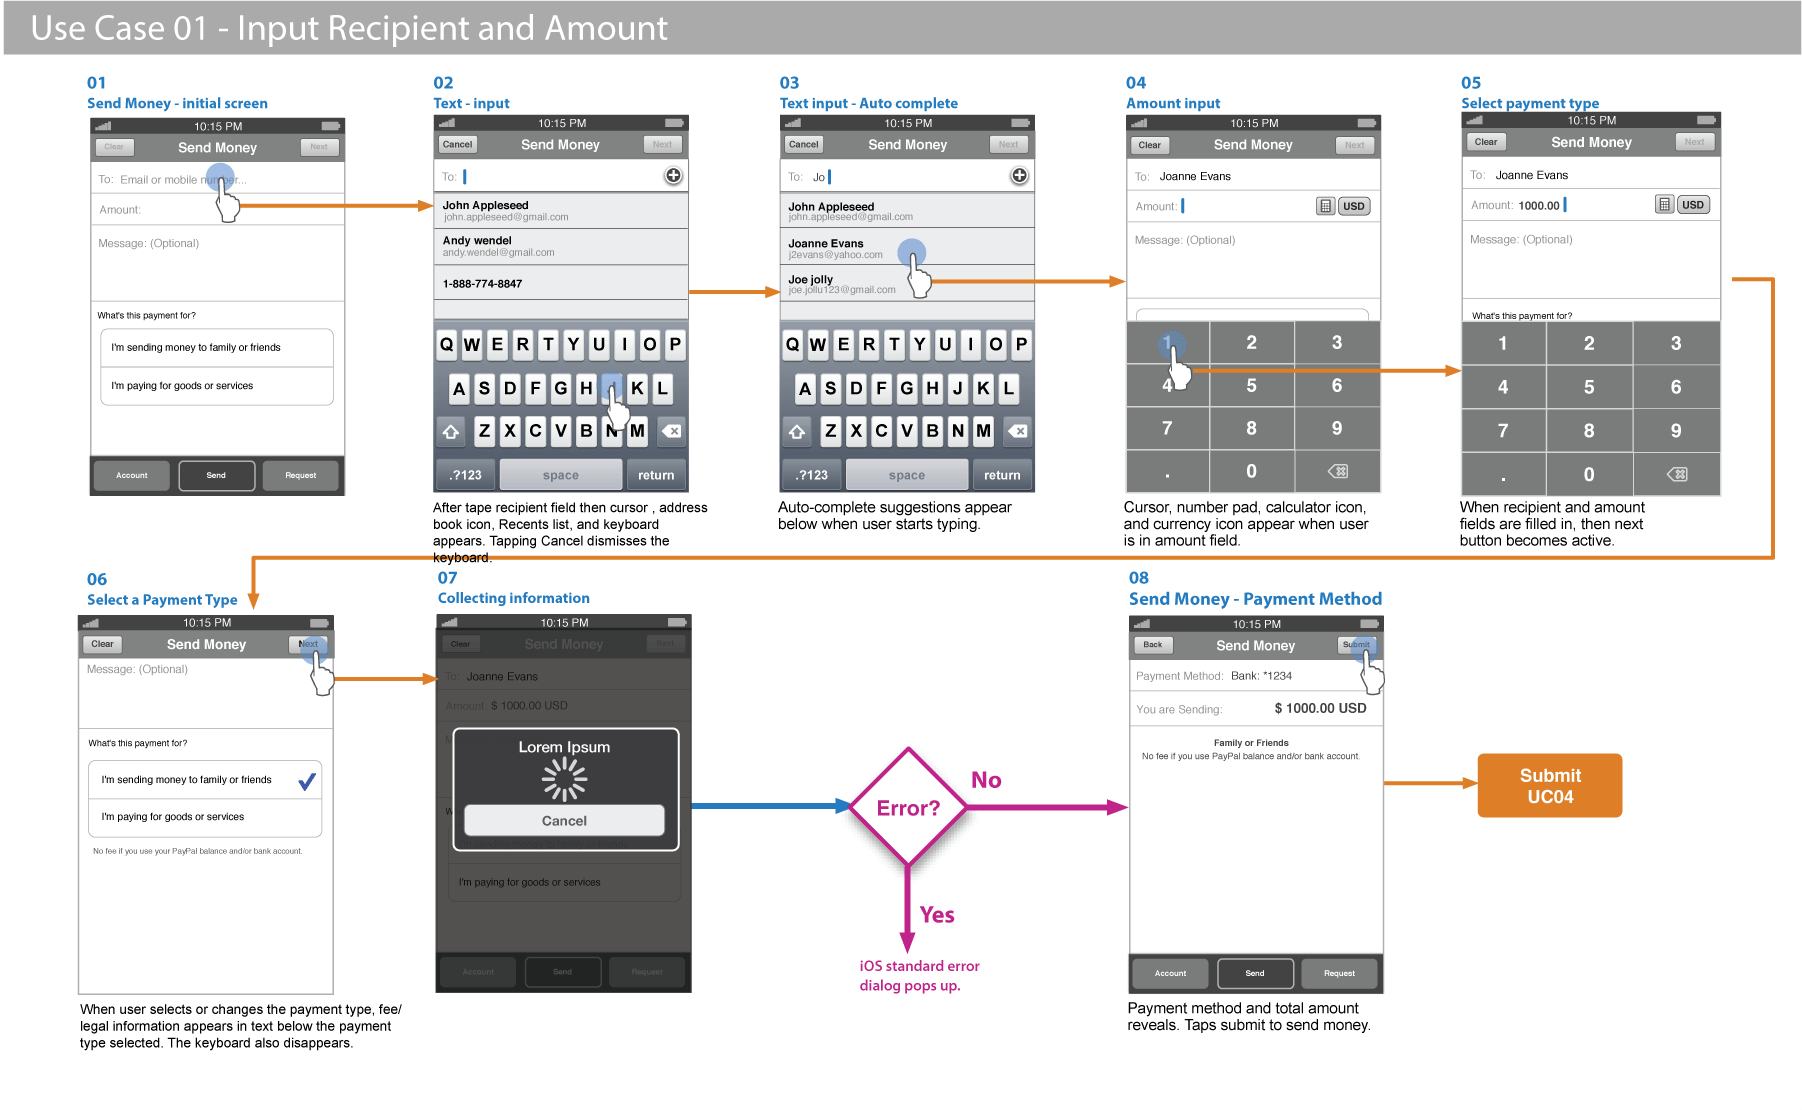 Use Case 01 - Input Recipient and Amount
01
Send Money - initial screen
10:15 PM
Clear
Send Money
Next
To: Email or mobile number...
Amount:
Message: (Optional)
What's this payment for?
I'm sending money to family or friends
I'm paying for goods or services
Account
Send
Request
02
Text - input
10:15 PM
Cancel
Send Money
Next
To:
John Appleseed
john.appleseed@gmail.com
Andy wendel
andy.wendel@gmail.com
1-888-774-8847
Q W E R T Y U I O P
A S D F G H J K L
Z X C V B N M
.?123
space
return
After tape recipient field then cursor , address
book icon, Recents list, and keyboard
appears. Tapping Cancel dismisses the
keyboard.
03
Text input - Auto complete
10:15 PM
Cancel
Send Money
Next
To: Jo
John Appleseed
john.appleseed@gmail.com
Joanne Evans
j2evans@yahoo.com
Joe jolly
joe.jollu123@gmail.com
Q W E R T Y U I O P
A S D F G H J K L
Z X C V B N M
.?123
space
return
Auto-complete suggestions appear
below when user starts typing.
04
Amount input
10:15 PM
Clear
Send Money
Next
To: Joanne Evans
Amount:
USD
Message: (Optional)
1 2 3
4 5 6
7 8 9
. 0
Cursor, number pad, calculator icon,
and currency icon appear when user
is in amount field.
05
Select payment type
10:15 PM
Clear
Send Money
Next
To: Joanne Evans
Amount: 1000.00
USD
Message: (Optional)
What's this payment for?
1 2 3
4 5 6
7 8 9
. 0
When recipient and amount
fields are filled in, then next
button becomes active.
06
Select a Payment Type
10:15 PM
Clear
Send Money
Next
Message: (Optional)
What's this payment for?
I'm sending money to family or friends
I'm paying for goods or services
No fee if you use your PayPal balance and/or bank account.
When user selects or changes the payment type, fee/
legal information appears in text below the payment
type selected. The keyboard also disappears.
07
Collecting information
10:15 PM
Clear
Send Money
Next
To: Joanne Evans
Amount $ 1000.00 USD
Lorem Ipsum
Cancel
I'm paying for goods or services
Account
Send
Request
Error?
No
Yes
iOS standard error
dialog pops up.
08
Send Money - Payment Method
10:15 PM
Back
Send Money
Submit
Payment Method: Bank: *1234
You are Sending: $ 1000.00 USD
Family or Friends
No fee if you use PayPal balance and/or bank account.
Account
Send
Request
Payment method and total amount
reveals. Taps submit to send money.
Submit
UC04